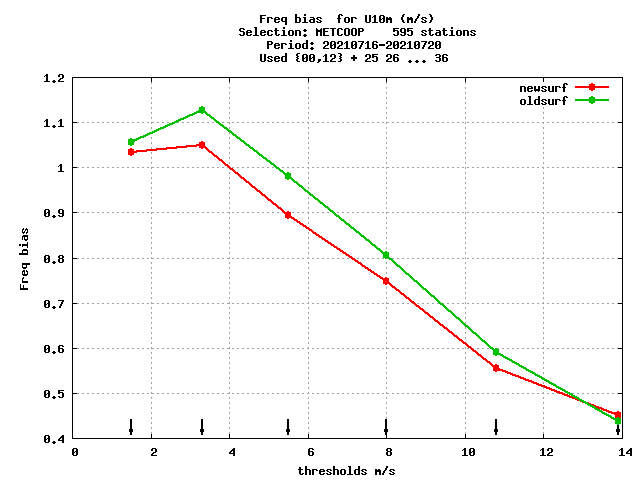 Freq bias  for U10m (m/s)
Selection: METCOOP    595 stations
Period: 20210716-20210720
Used {00,12} + 25 26 ... 36
newsurf
oldsurf
1.2
1.1
1
0.9
0.8
0.7
0.6
0.5
0.4
Freq bias
0 2 4 6 8 10 12 14
thresholds m/s